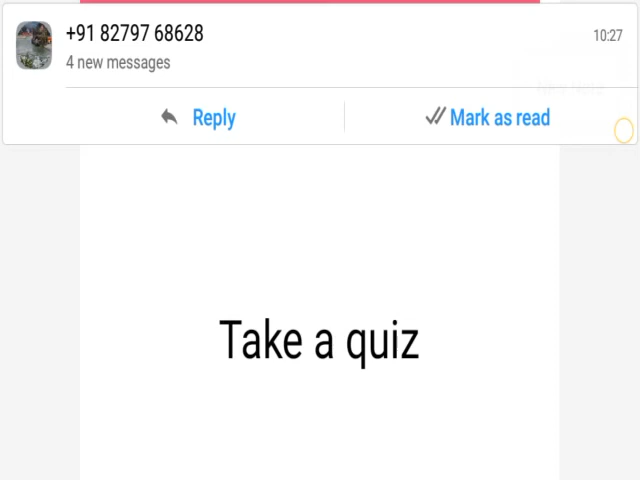 +91 82797 68628
10:27
4 new messages
Reply
Mark as read
Take a quiz